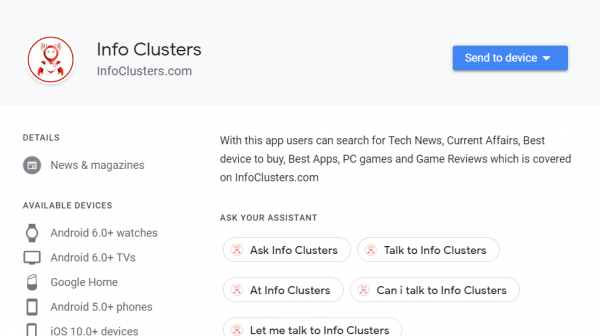 Info Clusters
InfoClusters.com
Send to device
DETAILS
News & magazines
AVAILABLE DEVICES
Android 6.0+ watches
Android 6.0+ TVs
Google Home
Android 5.0+ phones
iOS 10.0+ devices
With this app users can search for Tech News, Current Affairs, Best
device to buy, Best Apps, PC games and Game Reviews which is covered
on InfoClusters.com
ASK YOUR ASSISTANT
Ask Info Clusters
Talk to Info Clusters
At Info Clusters
Can i talk to Info Clusters
Let me talk to Info Clusters